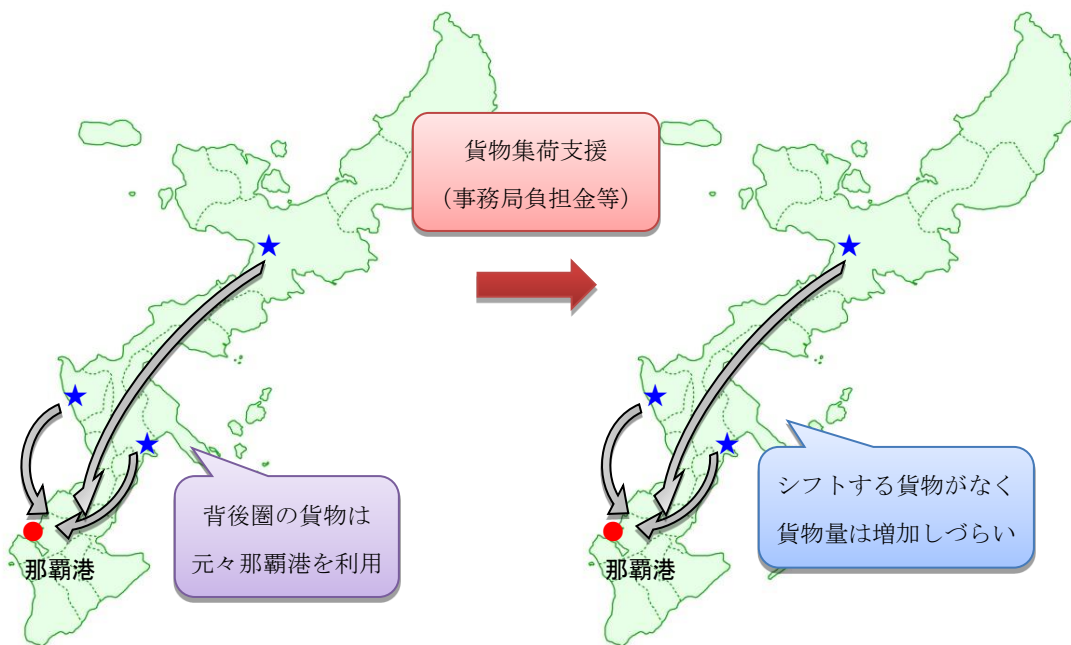 貨物集荷支援
（事務局負担金等）
背後圏の貨物は
元々那覇港を利用
那覇港
シフトする貨物がなく
貨物量は増加しづらい
那覇港